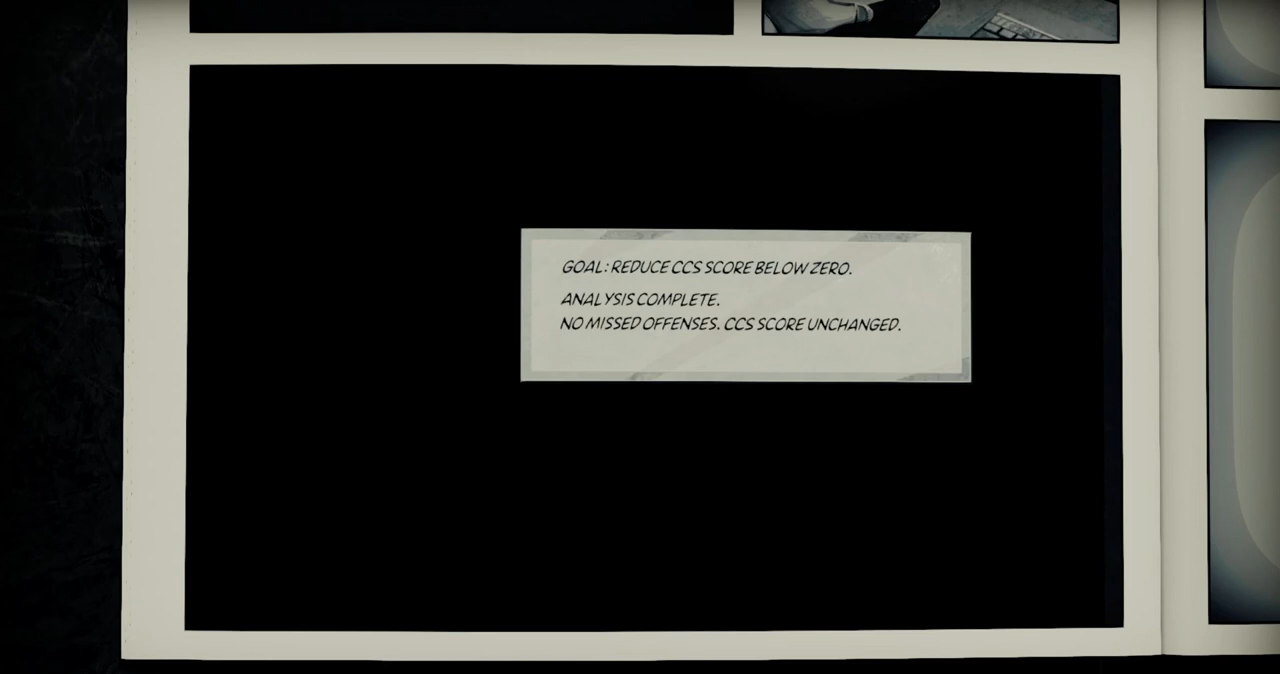 GOAL: REDUCE CCS SCORE BELOW ZERO.
ANALYSIS COMPLETE.
NO MISSED OFFENSES. CCS SCORE UNCHANGED.